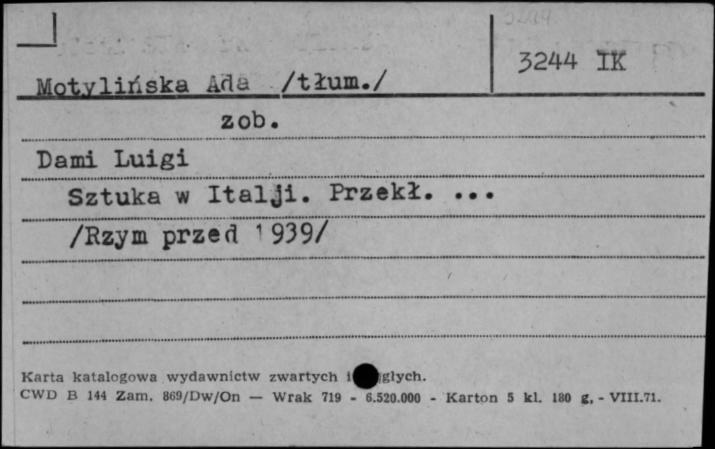 3244 IK
Motylińska Ada /tłum./
zob.
Dami Luigi
Sztuka w Italji. Przekł. ...
/Rzym przed 1939/
Karta katalogowa wydawnictw zwartych i głych.
CWD B 144 Zam. 869/Dw/On — Wrak 719 - 6.520.000 - Karton 5 kl. 180 g, - VIII.71.